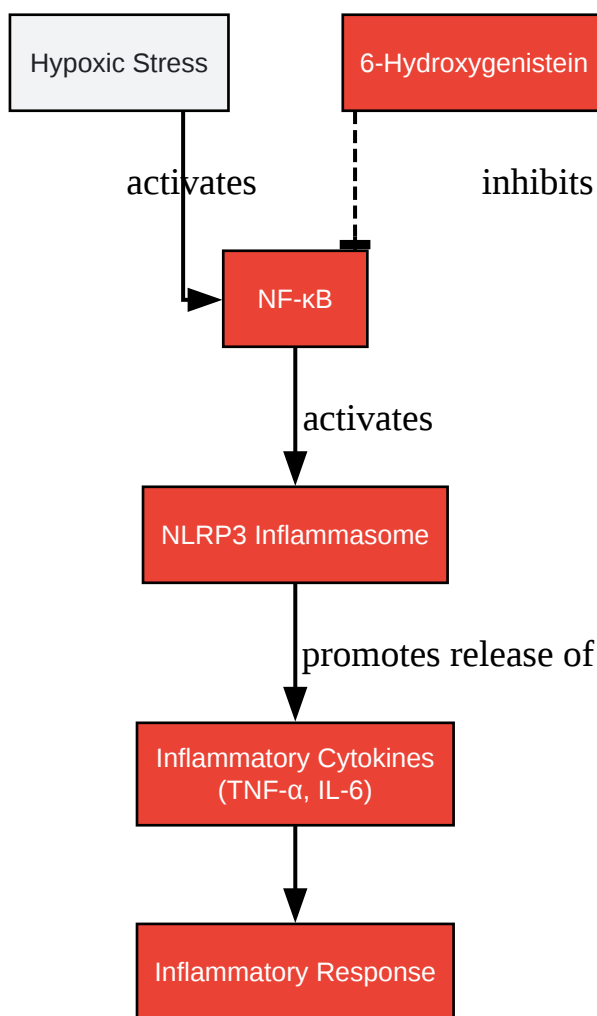 Hypoxic Stress
6-Hydroxygenistein
activates
inhibits
NF-κB
activates
NLRP3 Inflammasome
promotes release of
Inflammatory Cytokines
(TNF-α, IL-6)
Inflammatory Response